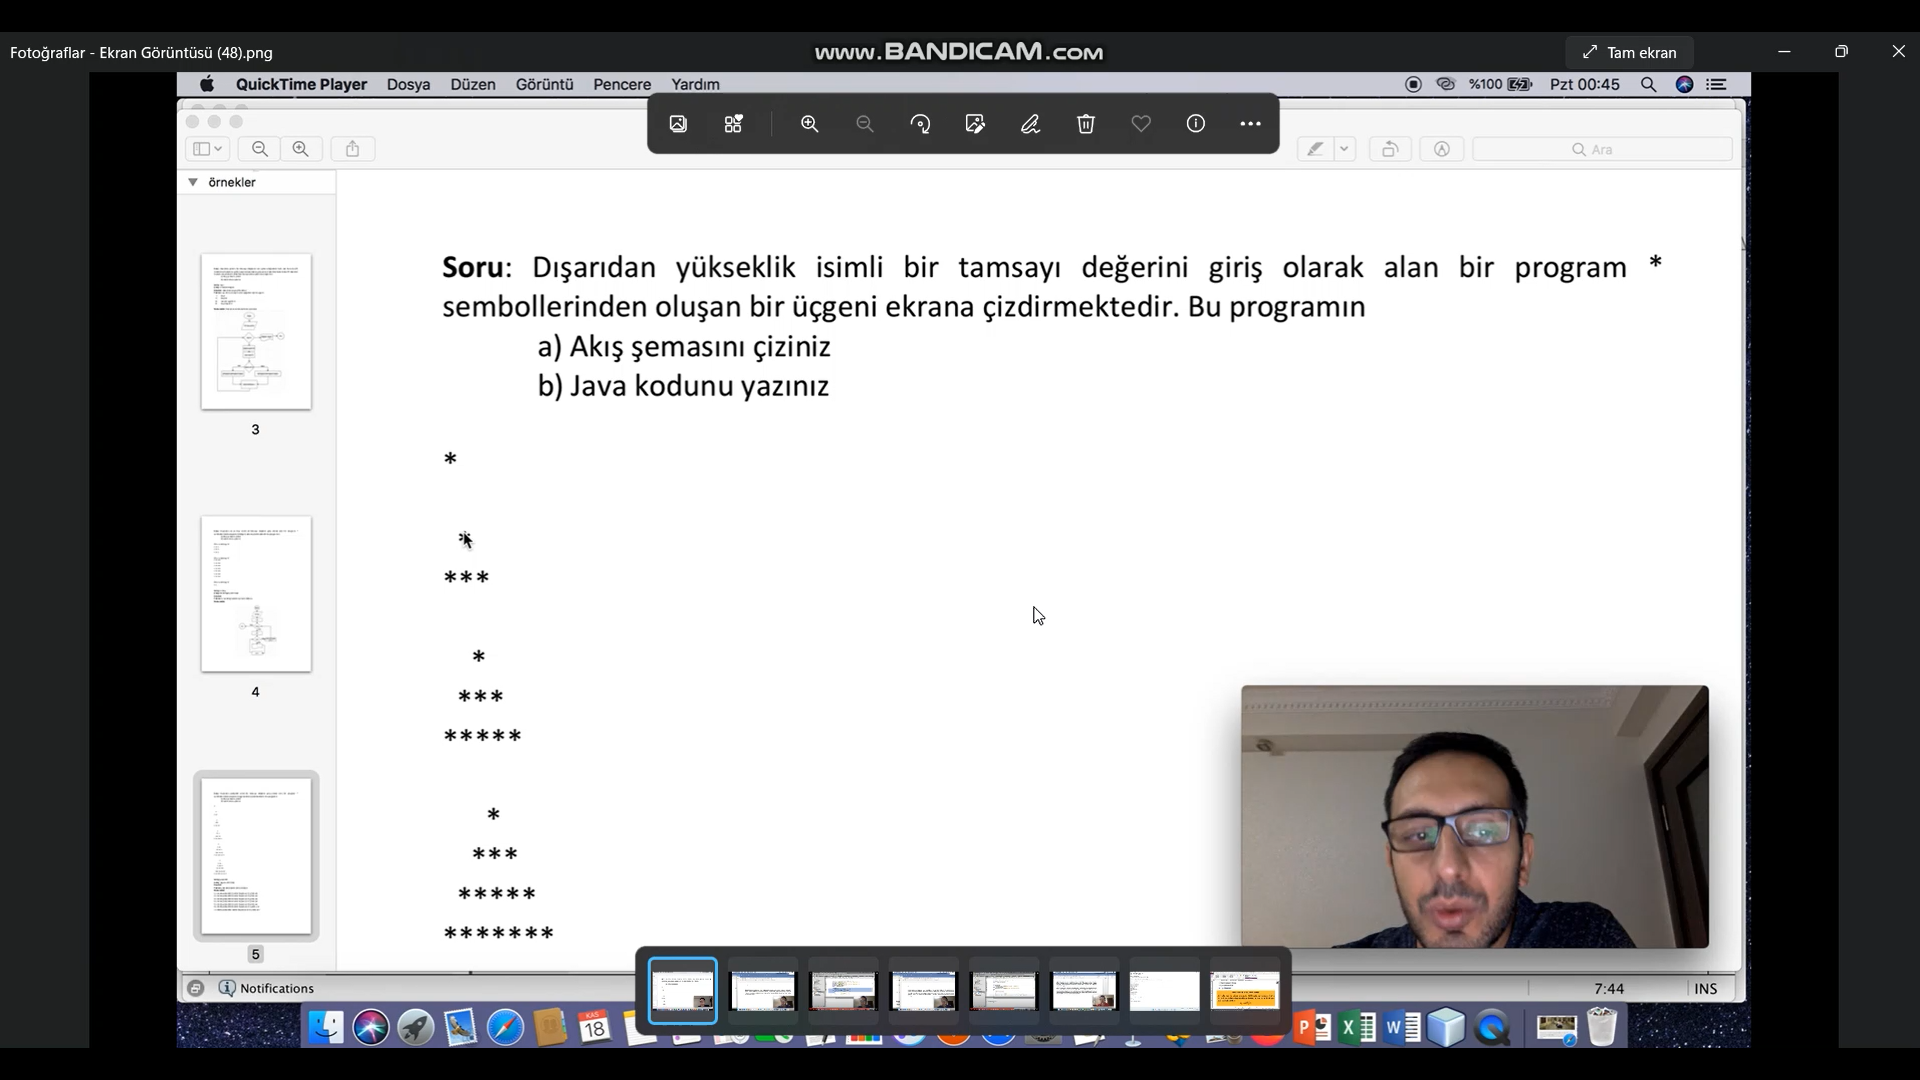 Fotoğraflar - Ekran Görüntüsü (48).png
www.BANDICAM.com
Tam ekran
QuickTime Player Dosya Düzen Görüntü Pencere Yardım
%100 Pzt 00:45
Ara
örnekler
Soru: Dışarıdan yükseklik isimli bir tamsayı değerini giriş olarak alan bir program *
sembollerinden oluşan bir üçgeni ekrana çizdirmektedir. Bu programın
a) Akış şemasını çiziniz
b) Java kodunu yazınız
*
*
***
*
***
*****
*
***
*****
*******
3
4
5
Notifications
7:44 INS
KAS
18